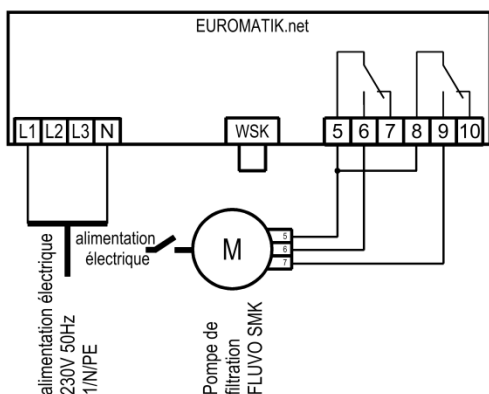 EUROMATIK.net
L1 L2 L3 N
WSK
5 6 7 8 9 10
alimentation
électrique
M
5
6
7
alimentation électrique
230V 50Hz
1/N/PE
Pompe de
filtration
FLUVO SMK